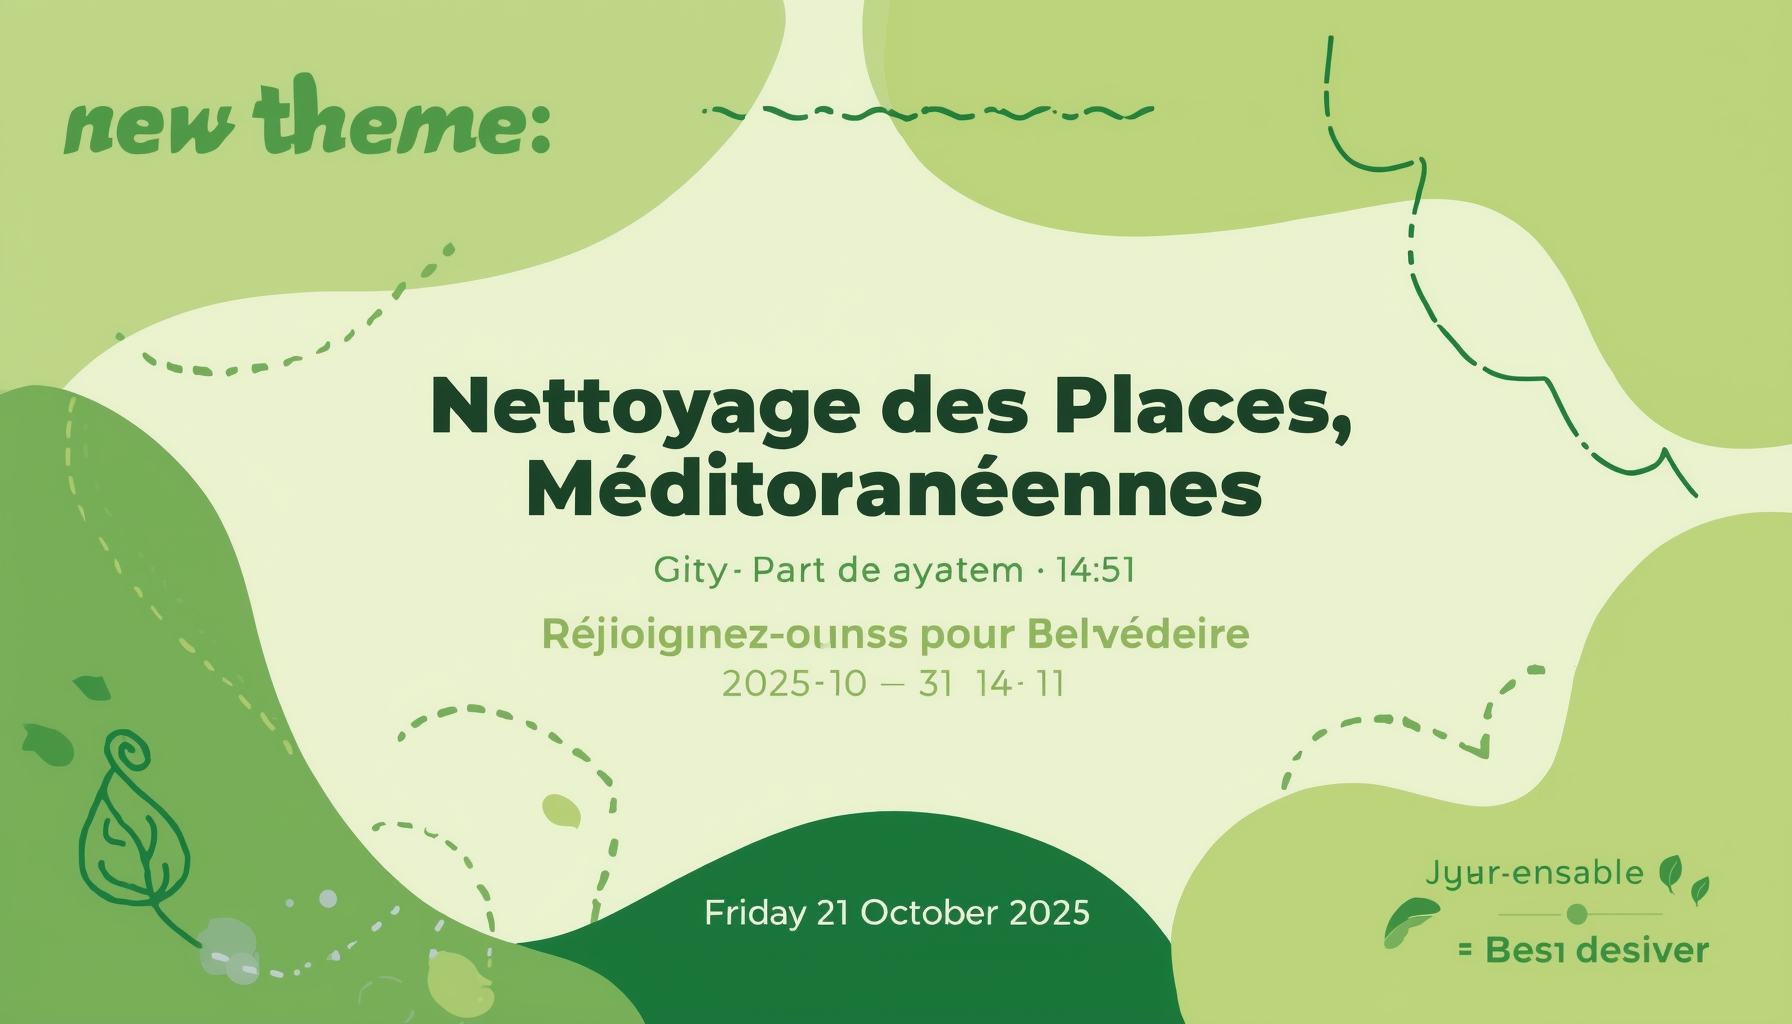 new theme:
Nettoyage des Places,
Méditoranéennes
Gity- Part de ayatem · 14:51
Réjioigınez-ounss pour Belvédeire
2025-10 — 31 14- 11
Friday 21 October 2025
Jyur-ensable
= Besı desiver